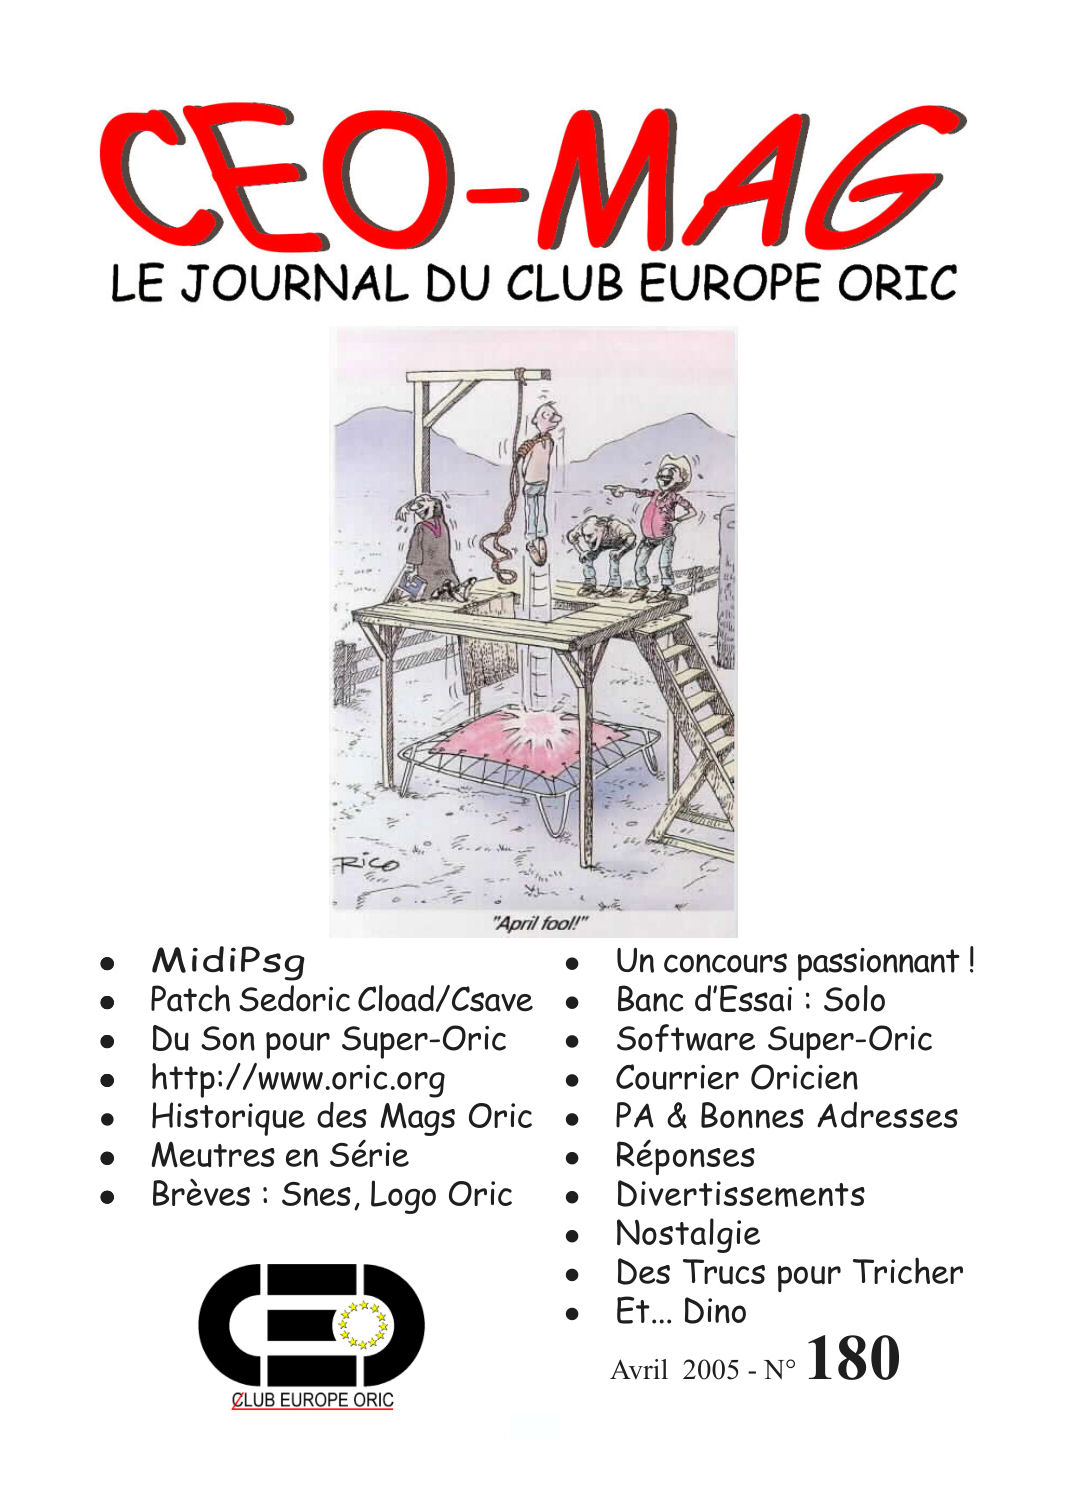 CEO-MAG
LE JOURNAL DU CLUB EUROPE ORIC
RICO
"April fool!"
● MidiPsg
● Patch Sedoric Cload/Csave
● Du Son pour Super-Oric
● http://www.oric.org
● Historique des Mags Oric
● Meutres en Série
● Brèves : Snes, Logo Oric
● Un concours passionnant !
● Banc d'Essai : Solo
● Software Super-Oric
● Courrier Oricien
● PA & Bonnes Adresses
● Réponses
● Divertissements
● Nostalgie
● Des Trucs pour Tricher
● Et... Dino
CEO
CLUB EUROPE ORIC
Avril 2005 - N° 180